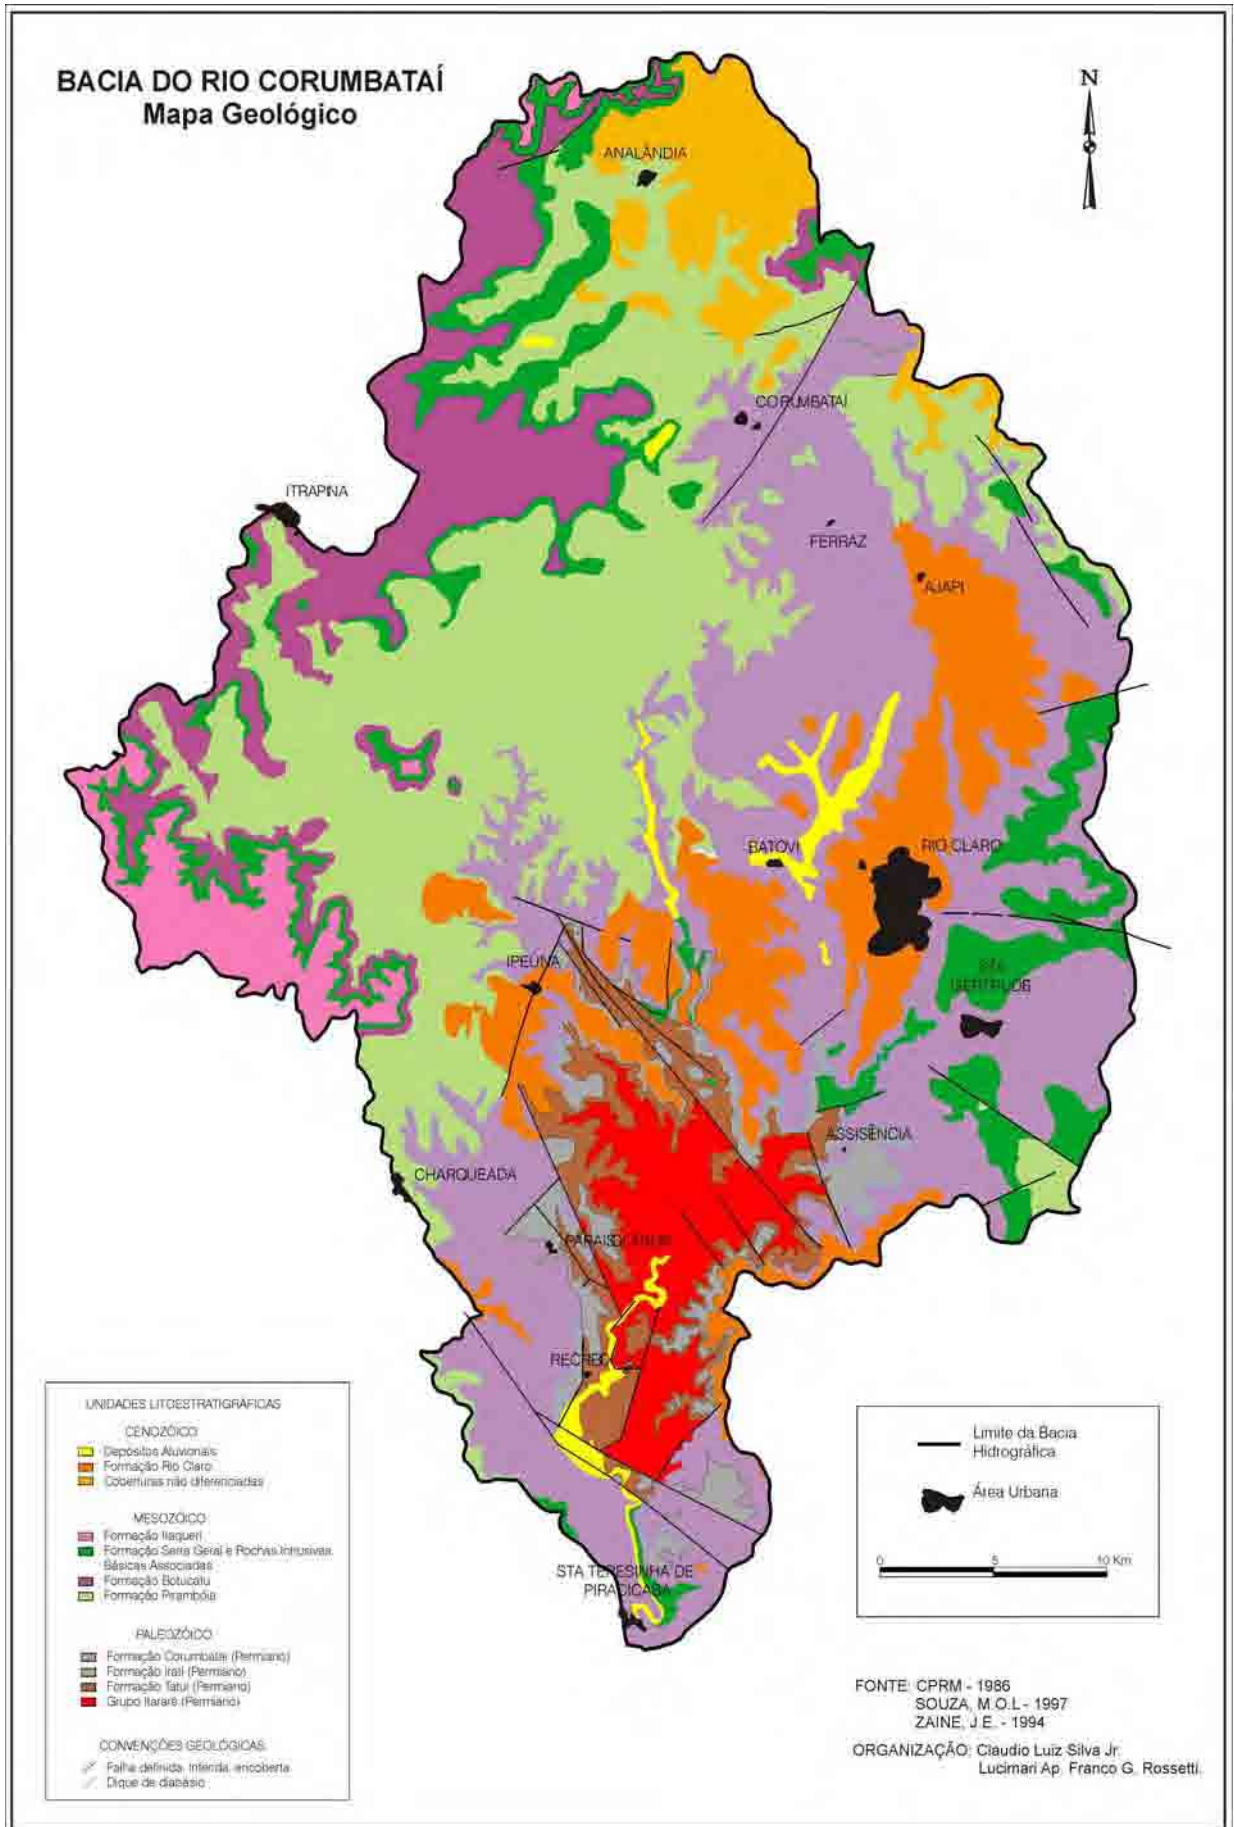 BACIA DO RIO CORUMBATAÍ
Mapa Geológico
N
ANALÂNDIA
CORUMBATAÍ
ITRAPINA
FERRAZ
AJAPI
BATOVI
RIO CLARO
IPEÚNA
STA
GERTRUDE
ASSISÊNCIA
CHARQUEADA
RECREO
STA TERESINHA DE
PIRACICABA
UNIDADES LITOESTRATIGRÁFICAS
CENOZÓICO
Depósitos Aluvionais
Formação Rio Claro
Coberturas não diferenciadas
MESOZÓICO
Formação Itaqueri
Formação Serra Geral e Rochas Intrusivas
Básicas Associadas
Formação Botucatu
Formação Pirambóia
PALEOZÓICO
Formação Corumbataí (Permiano)
Formação Irati (Permiano)
Formação Tatuí (Permiano)
Grupo Itararé (Permiano)
CONVENÇÕES GEOLÓGICAS
Falha definida, inferida, encoberta
Dique de diabásio
Limite da Bacia
Hidrográfica
Área Urbana
0 5 10 Km
FONTE: CPRM - 1986
SOUZA, M.O.L - 1997
ZAINE, J.E. - 1994
ORGANIZAÇÃO: Claudio Luiz Silva Jr.
Lucimari Ap. Franco G. Rossetti.